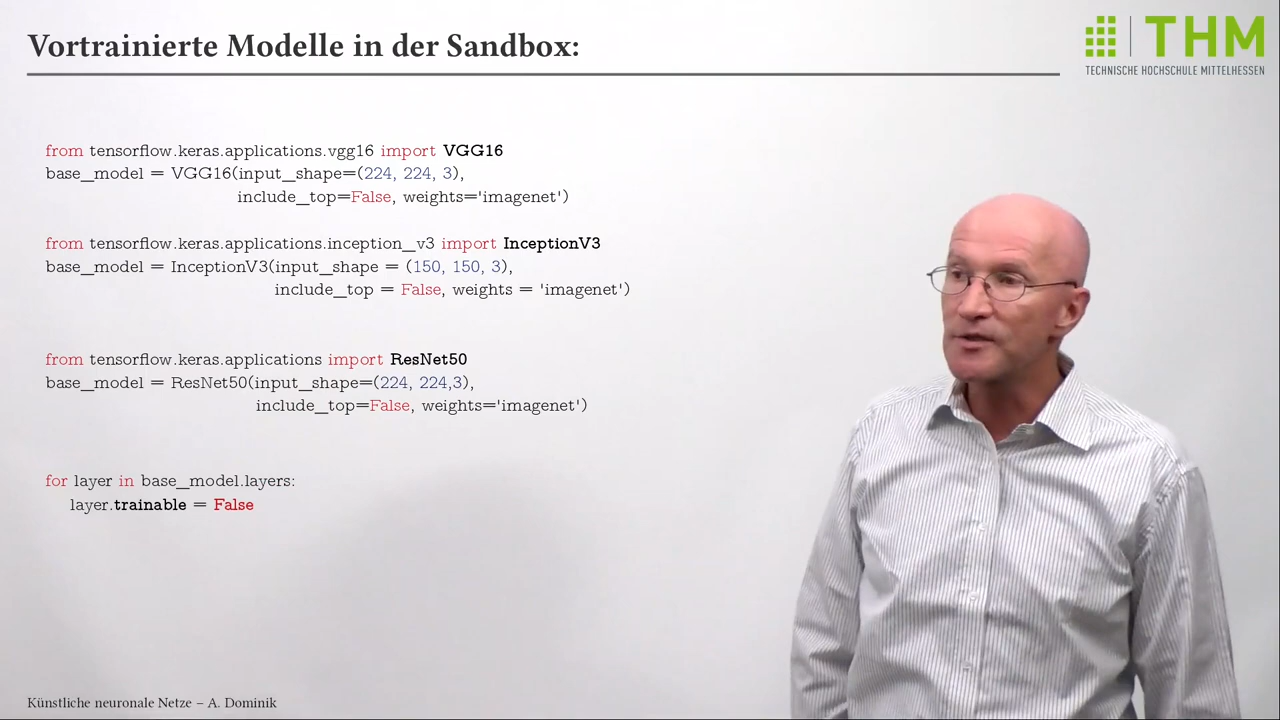 Vortrainierte Modelle in der Sandbox:
THM
TECHNISCHE HOCHSCHULE MITTELHESSEN
from tensorflow.keras.applications.vgg16 import VGG16
base_model = VGG16(input_shape=(224, 224, 3),
include_top=False, weights='imagenet')
from tensorflow.keras.applications.inception_v3 import InceptionV3
base_model = InceptionV3(input_shape = (150, 150, 3),
include_top = False, weights = 'imagenet')
from tensorflow.keras.applications import ResNet50
base_model = ResNet50(input_shape=(224, 224,3),
include_top=False, weights='imagenet')
for layer in base_model.layers:
layer.trainable = False
Künstliche neuronale Netze – A. Dominik